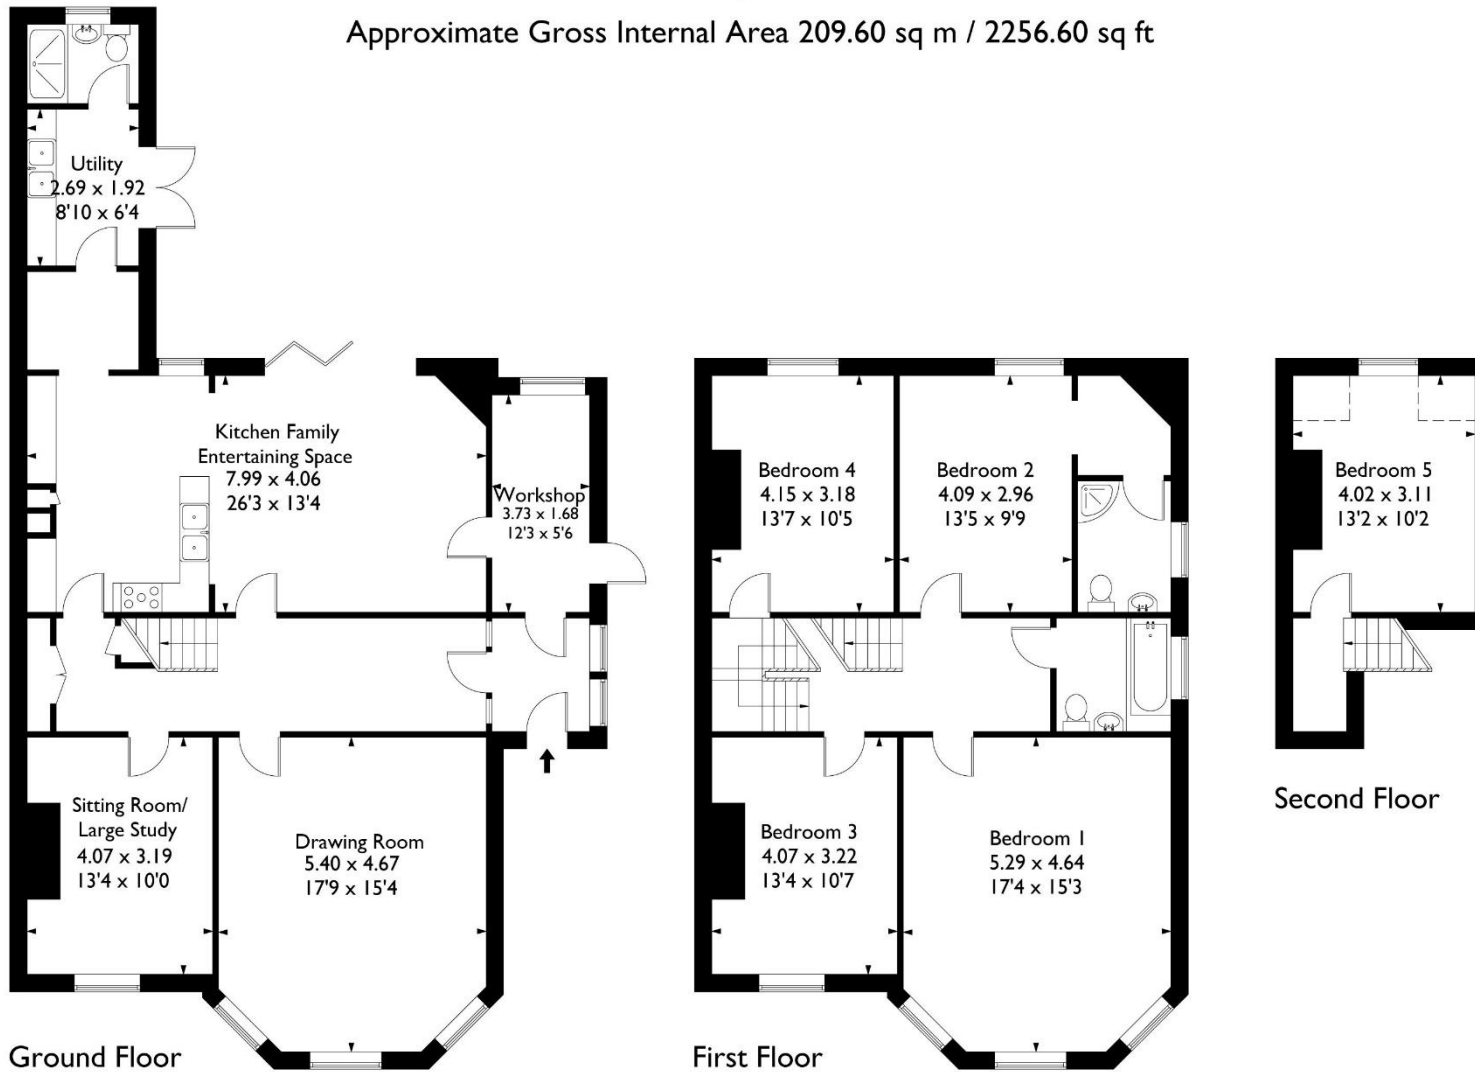 Approximate Gross Internal Area 209.60 sq m / 2256.60 sq ft
Utility
2.69 x 1.92
8'10 x 6'4
Kitchen Family
Entertaining Space
7.99 x 4.06
26'3 x 13'4
Workshop
3.73 x 1.68
12'3 x 5'6
Sitting Room/
Large Study
4.07 x 3.19
13'4 x 10'0
Drawing Room
5.40 x 4.67
17'9 x 15'4
Ground Floor
Bedroom 4
4.15 x 3.18
13'7 x 10'5
Bedroom 2
4.09 x 2.96
13'5 x 9'9
Bedroom 3
4.07 x 3.22
13'4 x 10'7
Bedroom 1
5.29 x 4.64
17'4 x 15'3
First Floor
Bedroom 5
4.02 x 3.11
13'2 x 10'2
Second Floor